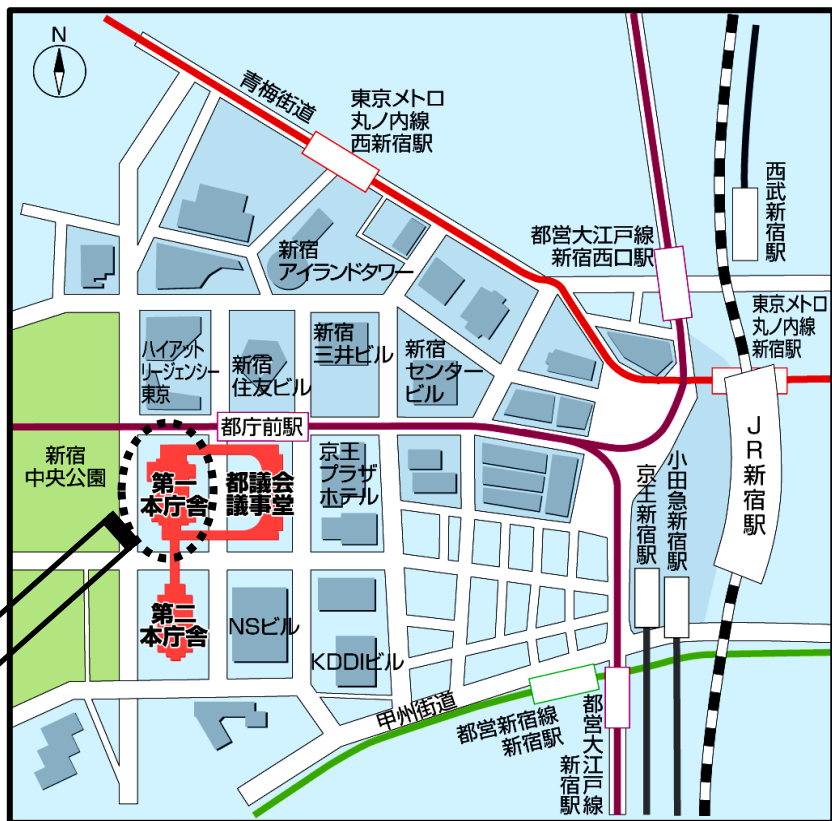 N
青梅街道
東京メトロ
丸ノ内線
西新宿駅
西武新宿駅
都営大江戸線
新宿西口駅
新宿
アイランドタワー
東京メトロ
丸ノ内線
新宿駅
ハイアット
リージェンシー
東京
新宿
住友ビル
新宿
三井ビル
新宿
センター
ビル
都庁前駅
JR新宿駅
新宿
中央公園
第一
本庁舎
都議会
議事堂
京王
プラザ
ホテル
小田急新宿駅
京王新宿駅
第二
本庁舎
NSビル
KDDIビル
甲州街道
都営新宿線
新宿駅
都営大江戸線
新宿駅